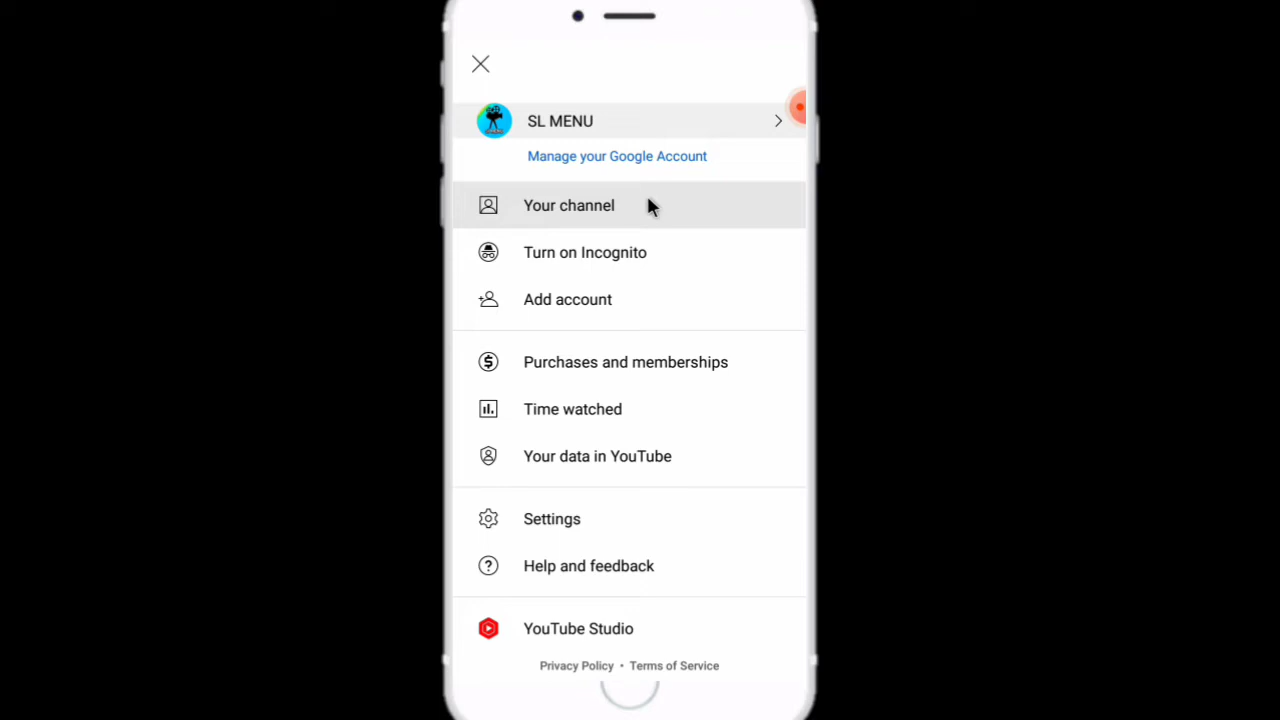 SL MENU
Manage your Google Account
Your channel
Turn on Incognito
Add account
Purchases and memberships
Time watched
Your data in YouTube
Settings
Help and feedback
YouTube Studio
Privacy Policy • Terms of Service